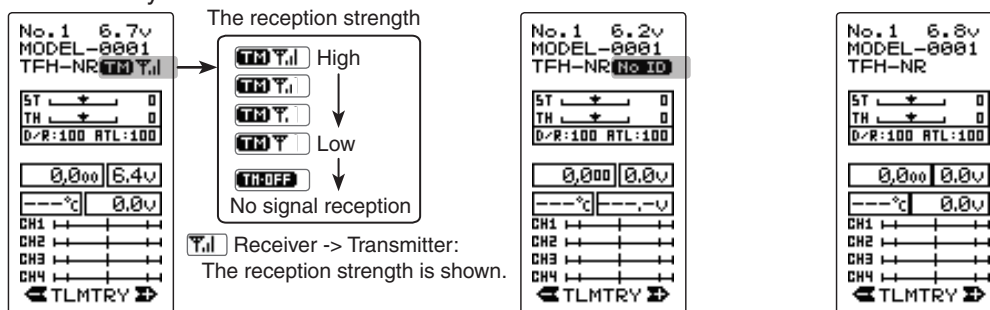 No.1 6.7v
MODEL-0001
TFH-NR TM
ST 0
TH 0
D/R:100 ATL:100
0,000 6.4v
---°c 0.0v
CH1
CH2
CH3
CH4
TLMTRY
The reception strength
TM High
TM
TM
TM Low
TM-OFF
No signal reception
Receiver -> Transmitter:
The reception strength is shown.
No.1 6.2v
MODEL-0001
TFH-NR No ID
ST 0
TH 0
D/R:100 ATL:100
0,000 0.0v
---°c ---.-v
CH1
CH2
CH3
CH4
TLMTRY
No.1 6.8v
MODEL-0001
TFH-NR
ST 0
TH 0
D/R:100 ATL:100
0,000 0.0v
---°c 0.0v
CH1
CH2
CH3
CH4
TLMTRY